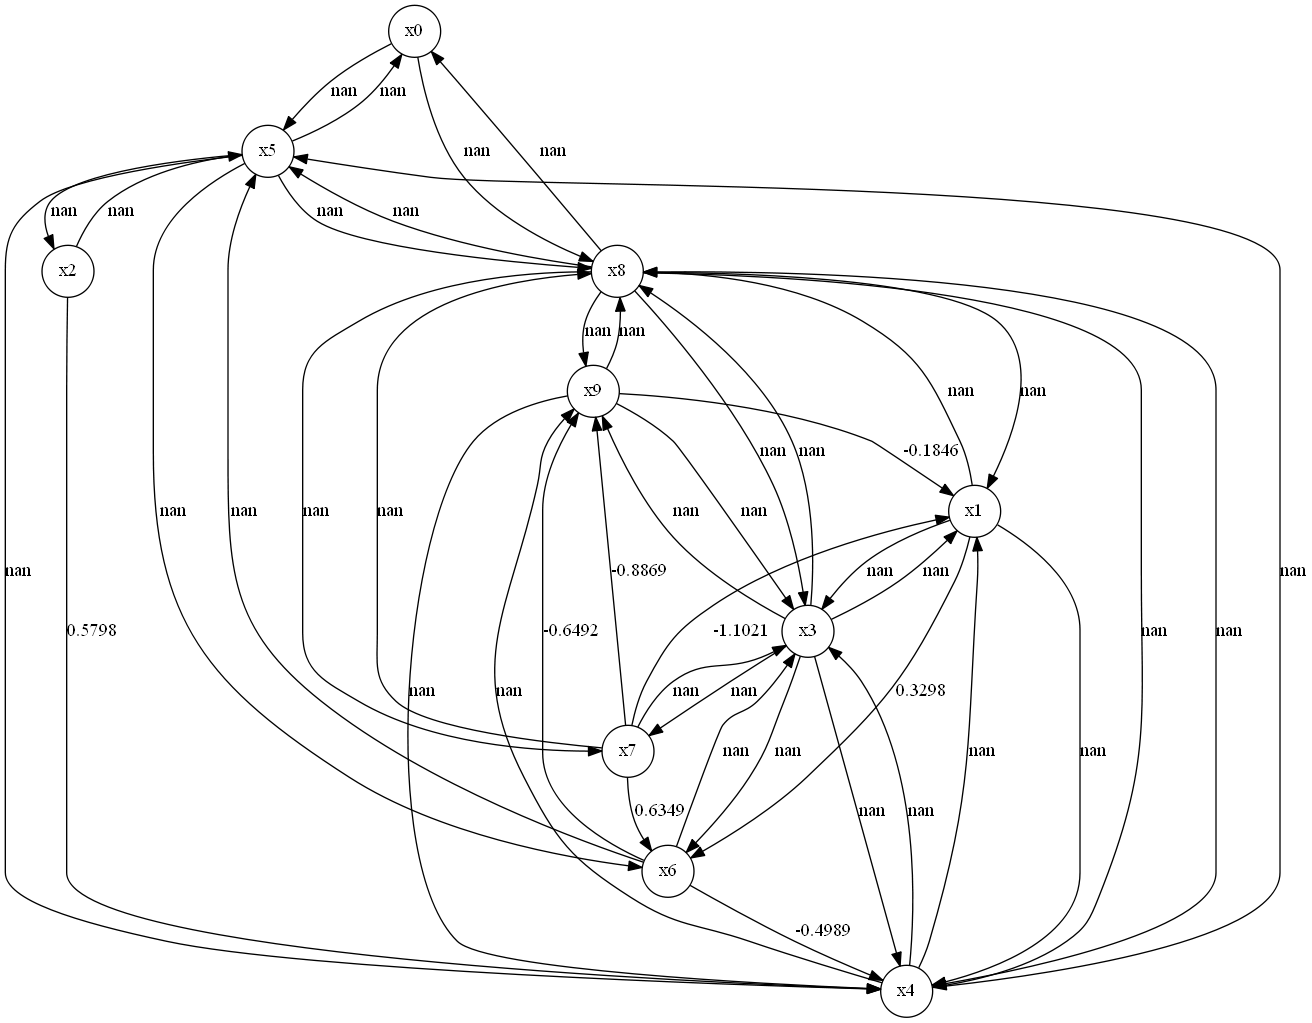 x0
nan nan
nan nan
x5
nan nan nan nan
x2 x8
nan nan
x9 nan nan
-0.1846 nan nan
nan nan nan nan nan nan x1
nan -0.8869 nan nan nan
0.5798 -0.6492 -1.1021 x3 nan nan
nan nan nan nan 0.3298
x7 nan nan nan nan
0.6349 nan nan
x6
-0.4989
x4